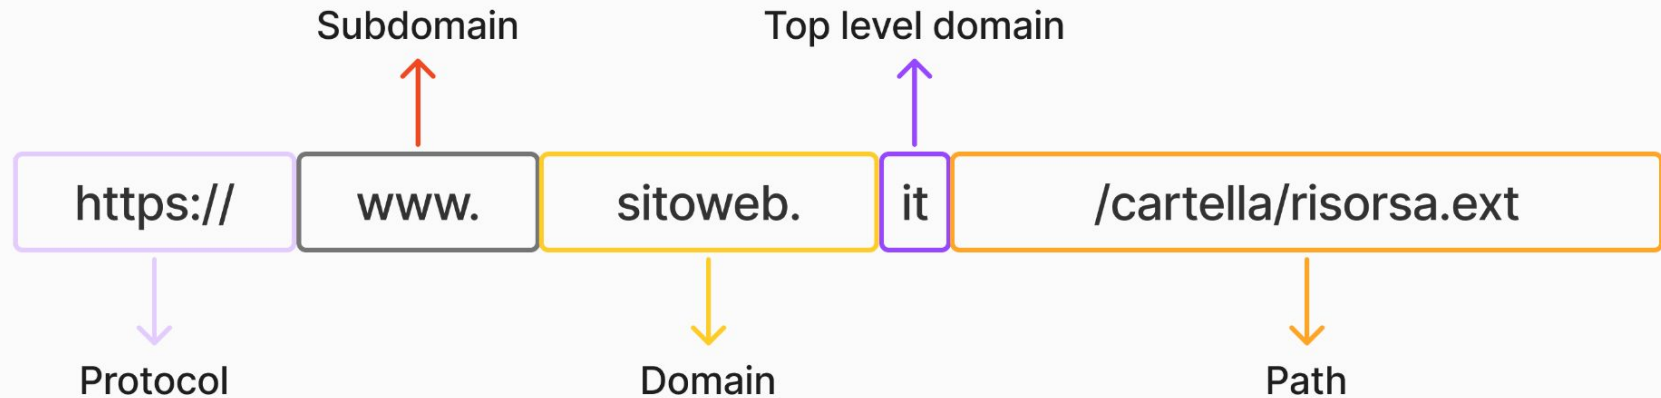 Subdomain Top level domain
https:// www. sitoweb. it /cartella/risorsa.ext
Protocol Domain Path